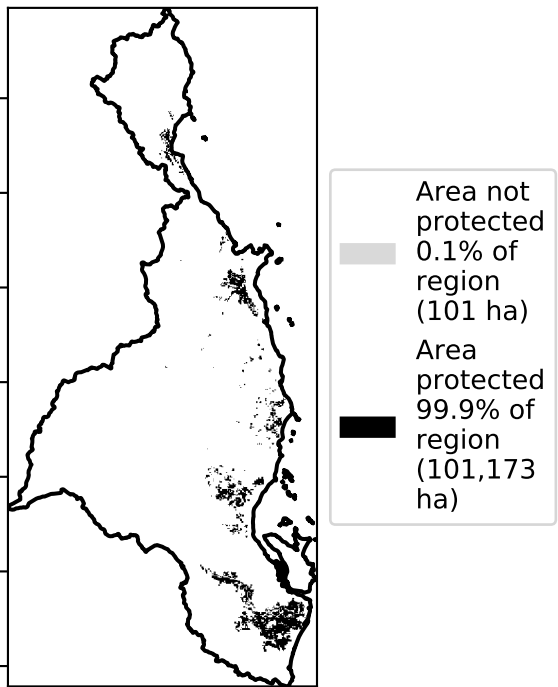 Area not
protected
0.1% of
region
(101 ha)
Area
protected
99.9% of
region
(101,173
ha)